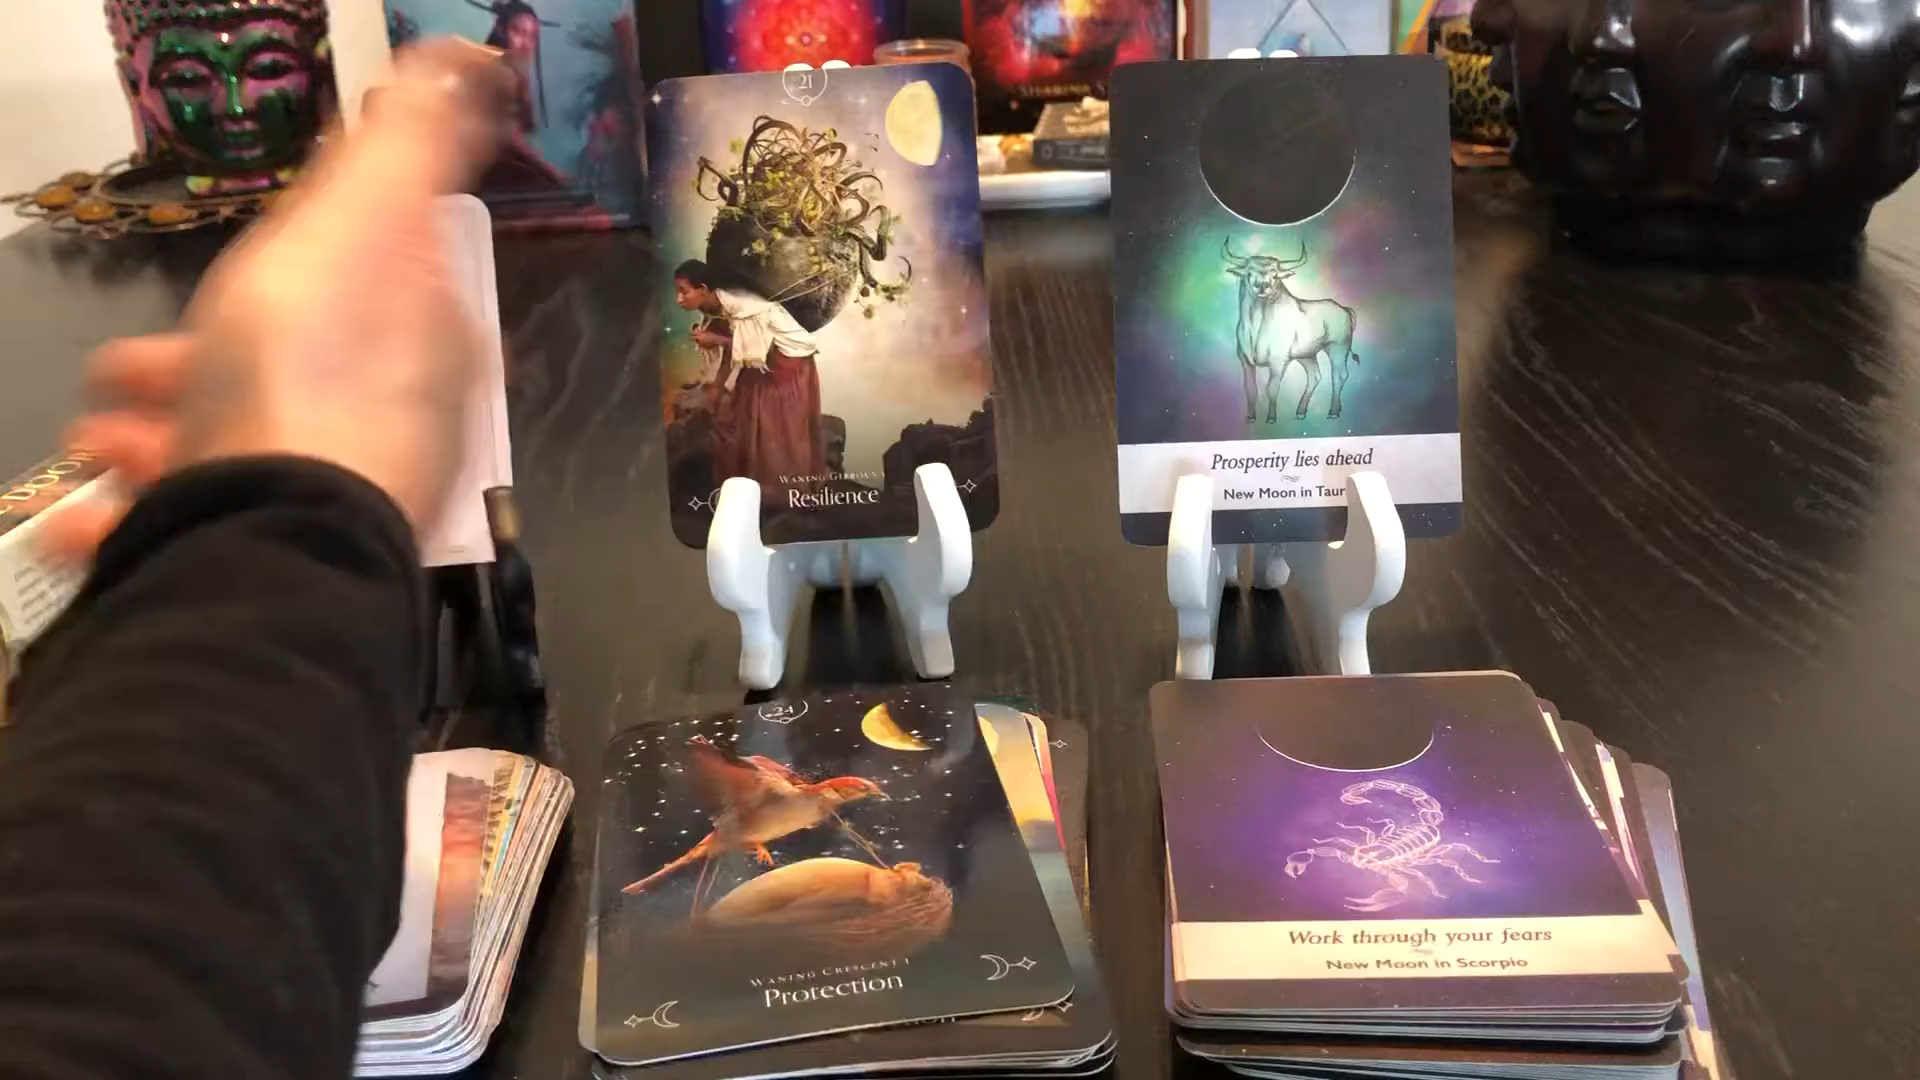 21
WAXING GIBBOUS
Resilience
Prosperity lies ahead
New Moon in Taur
24
WANING CRESCENT I
Protection
Work through your fears
New Moon in Scorpio